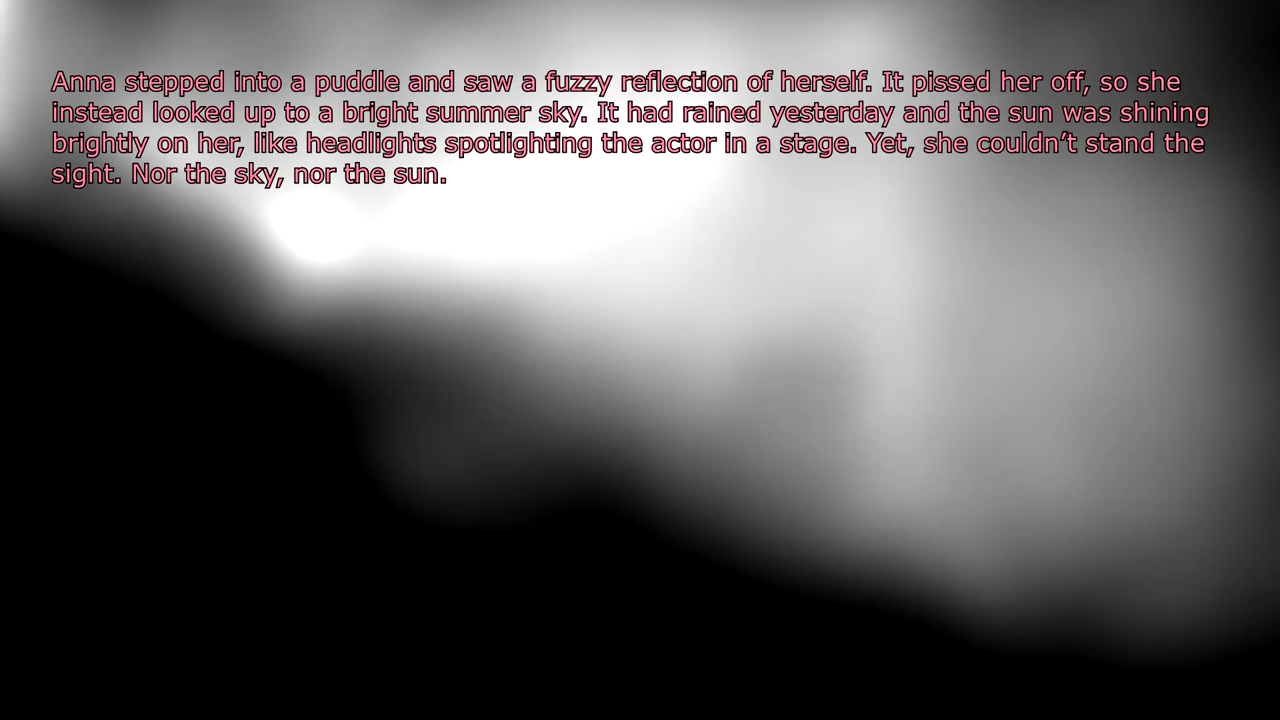 Anna stepped into a puddle and saw a fuzzy reflection of herself. It pissed her off, so she
instead looked up to a bright summer sky. It had rained yesterday and the sun was shining
brightly on her, like headlights spotlighting the actor in a stage. Yet, she couldn’t stand the
sight. Nor the sky, nor the sun.